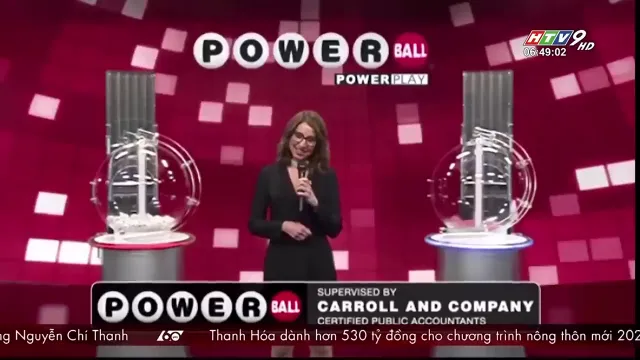 HTV9 HD
06:49:02
POWERBALL
POWERPLAY
POWERBALL
SUPERVISED BY
CARROLL AND COMPANY
CERTIFIED PUBLIC ACCOUNTANTS
ng Nguyễn Chí Thanh 60 Thanh Hóa dành hơn 530 tỷ đồng cho chương trình nông thôn mới 202